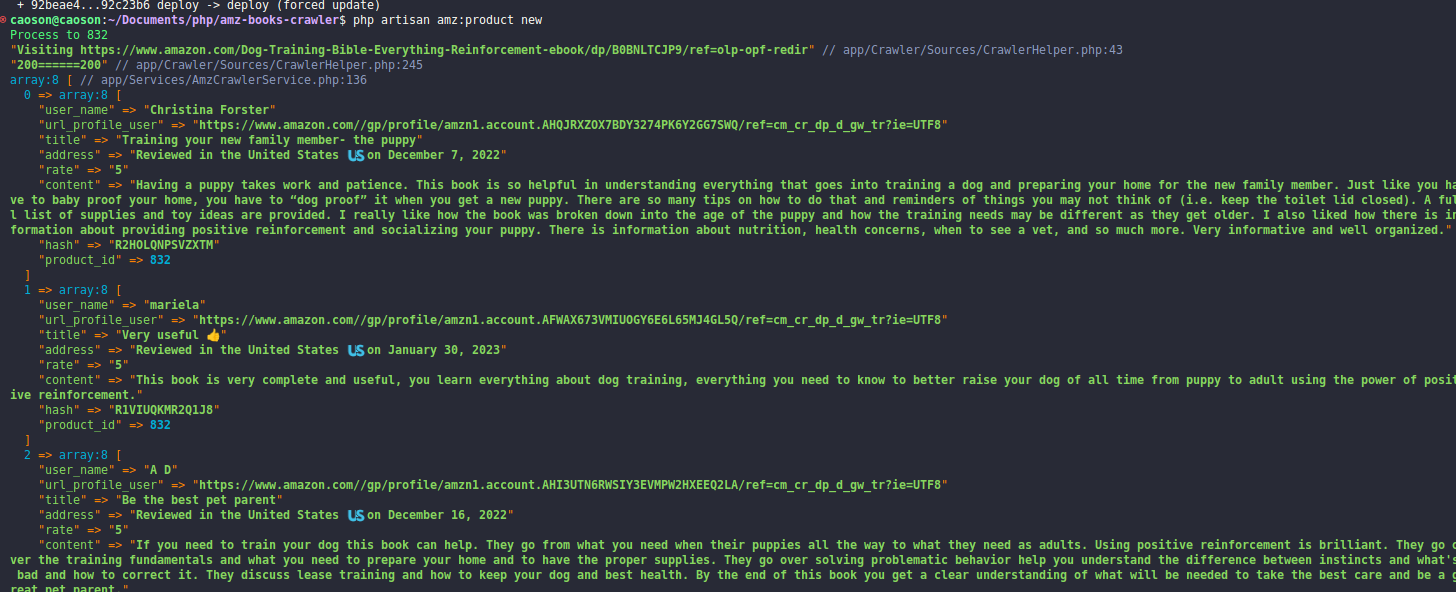 + 92beae4...92c23b6 deploy -> deploy (forced update)
caoson@caoson:~/Documents/php/amz-books-crawler$ php artisan amz:product new
Process to 832
"Visiting https://www.amazon.com/Dog-Training-Bible-Everything-Reinforcement-ebook/dp/B0BNLTCJP9/ref=olp-opf-redir" // app/Crawler/Sources/CrawlerHelper.php:43
"200======200" // app/Crawler/Sources/CrawlerHelper.php:245
array:8 [ // app/Services/AmzCrawlerService.php:136
  0 => array:8 [
    "user_name" => "Christina Forster"
    "url_profile_user" => "https://www.amazon.com//gp/profile/amzn1.account.AHQJRXZOX7BDY3274PK6Y2GG7SWQ/ref=cm_cr_dp_d_gw_tr?ie=UTF8"
    "title" => "Training your new family member- the puppy"
    "address" => "Reviewed in the United States 🇺🇸 on December 7, 2022"
    "rate" => "5"
    "content" => "Having a puppy takes work and patience. This book is so helpful in understanding everything that goes into training a dog and preparing your home for the new family member. Just like you ha
ve to baby proof your home, you have to “dog proof” it when you get a new puppy. There are so many tips on how to do that and reminders of things you may not think of (i.e. keep the toilet lid closed). A ful
l list of supplies and toy ideas are provided. I really like how the book was broken down into the age of the puppy and how the training needs may be different as they get older. I also liked how there is in
formation about providing positive reinforcement and socializing your puppy. There is information about nutrition, health concerns, when to see a vet, and so much more. Very informative and well organized."
    "hash" => "R2HOLQNPSVZXTM"
    "product_id" => 832
  ]
  1 => array:8 [
    "user_name" => "mariela"
    "url_profile_user" => "https://www.amazon.com//gp/profile/amzn1.account.AFWAX673VMIUOGY6E6L65MJ4GL5Q/ref=cm_cr_dp_d_gw_tr?ie=UTF8"
    "title" => "Very useful 👍"
    "address" => "Reviewed in the United States 🇺🇸 on January 30, 2023"
    "rate" => "5"
    "content" => "This book is very complete and useful, you learn everything about dog training, everything you need to know to better raise your dog of all time from puppy to adult using the power of posit
ive reinforcement."
    "hash" => "R1VIUQKMR2Q1J8"
    "product_id" => 832
  ]
  2 => array:8 [
    "user_name" => "A D"
    "url_profile_user" => "https://www.amazon.com//gp/profile/amzn1.account.AHI3UTN6RWSIY3EVMPW2HXEEQ2LA/ref=cm_cr_dp_d_gw_tr?ie=UTF8"
    "title" => "Be the best pet parent"
    "address" => "Reviewed in the United States 🇺🇸 on December 16, 2022"
    "rate" => "5"
    "content" => "If you need to train your dog this book can help. They go from what you need when their puppies all the way to what they need as adults. Using positive reinforcement is brilliant. They go o
ver the training fundamentals and what you need to prepare your home and to have the proper supplies. They go over solving problematic behavior help you understand the difference between instincts and what's
 bad and how to correct it. They discuss lease training and how to keep your dog and best health. By the end of this book you get a clear understanding of what will be needed to take the best care and be a g
reat pet parent."